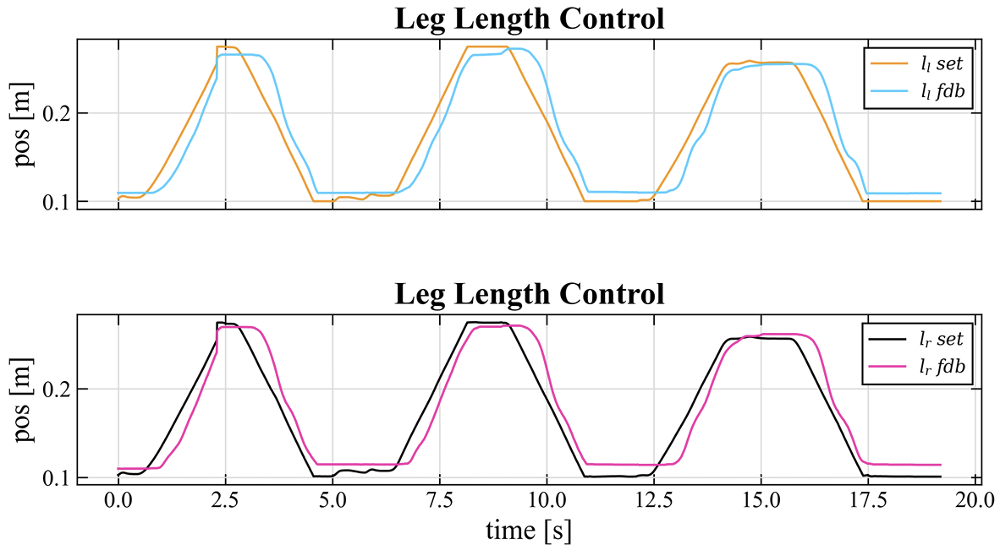 Leg Length Control
pos [m]
0.2
0.1
l_l set
l_l fdb
Leg Length Control
pos [m]
0.2
0.1
l_r set
l_r fdb
0.0 2.5 5.0 7.5 10.0 12.5 15.0 17.5 20.0
time [s]